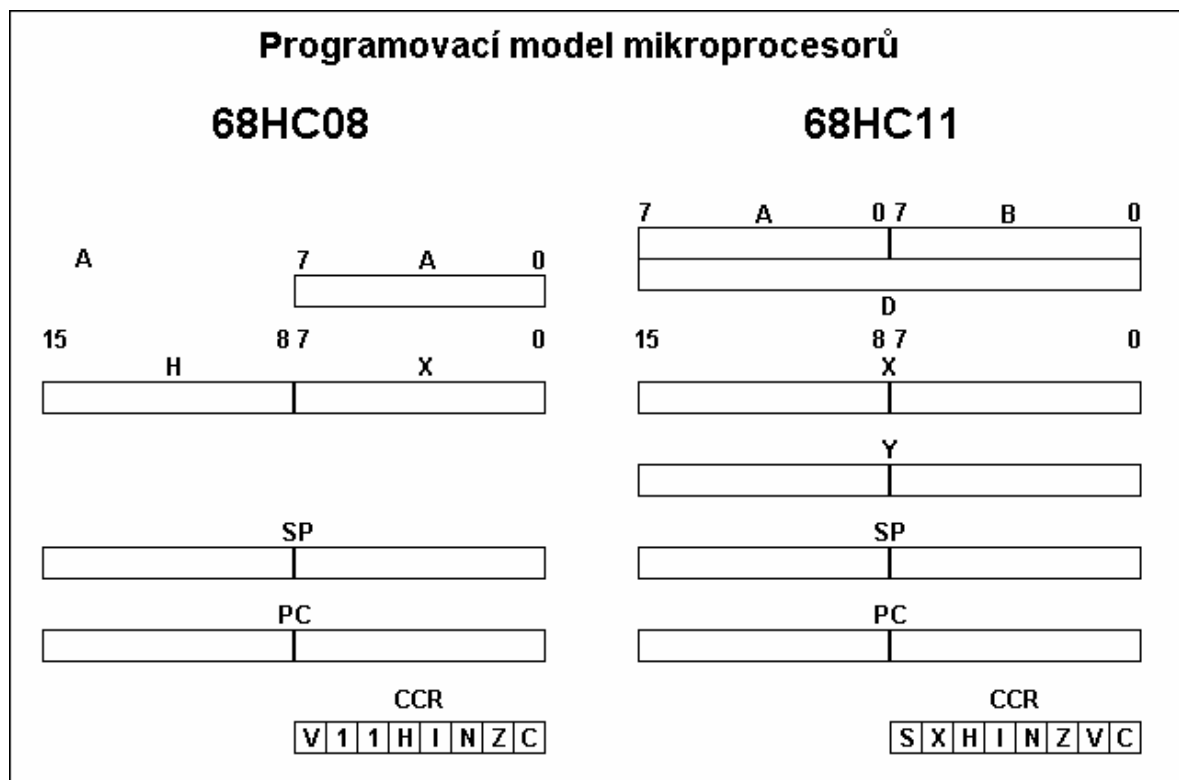 Programovací model mikroprocesorů
68HC08 68HC11
7 A 0 7 B 0
A 7 A 0
D
15 8 7 0 15 8 7 0
H X X
Y
SP SP
PC PC
CCR CCR
V 1 1 H I N Z C S X H I N Z V C